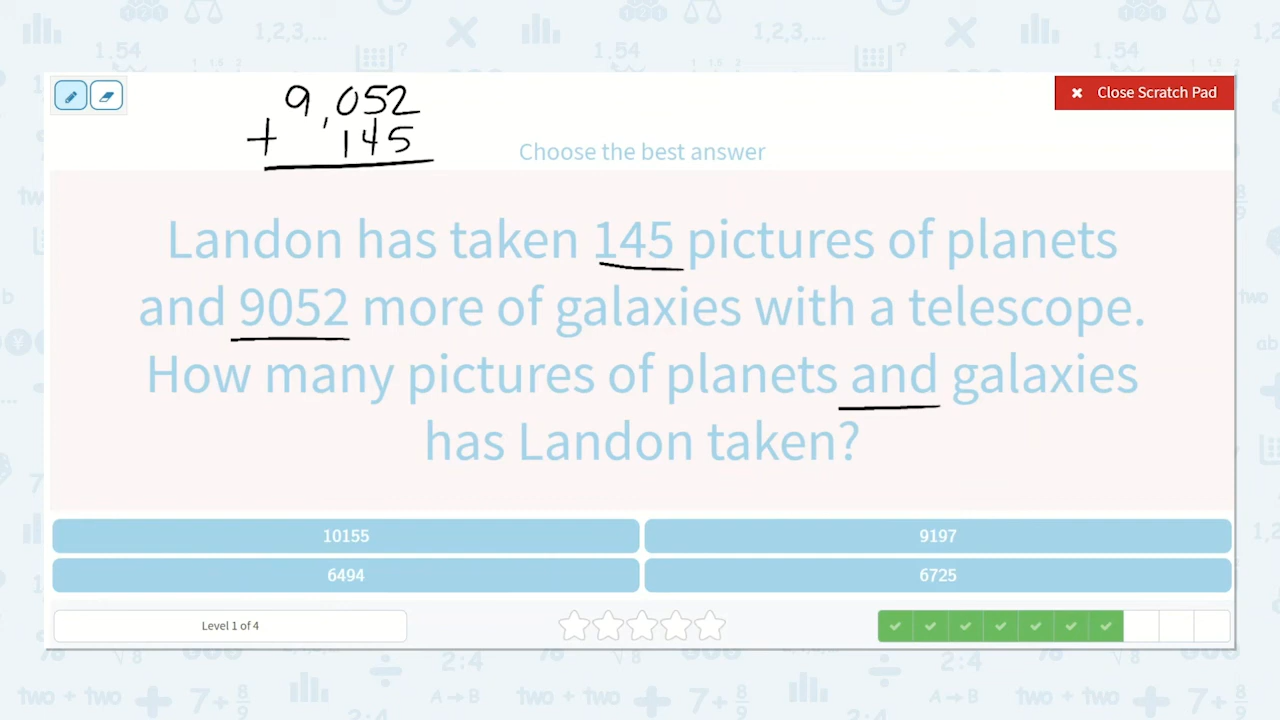 9,052
+ 145
✖ Close Scratch Pad
Choose the best answer
Landon has taken 145 pictures of planets
and 9052 more of galaxies with a telescope.
How many pictures of planets and galaxies
has Landon taken?
10155
9197
6494
6725
Level 1 of 4